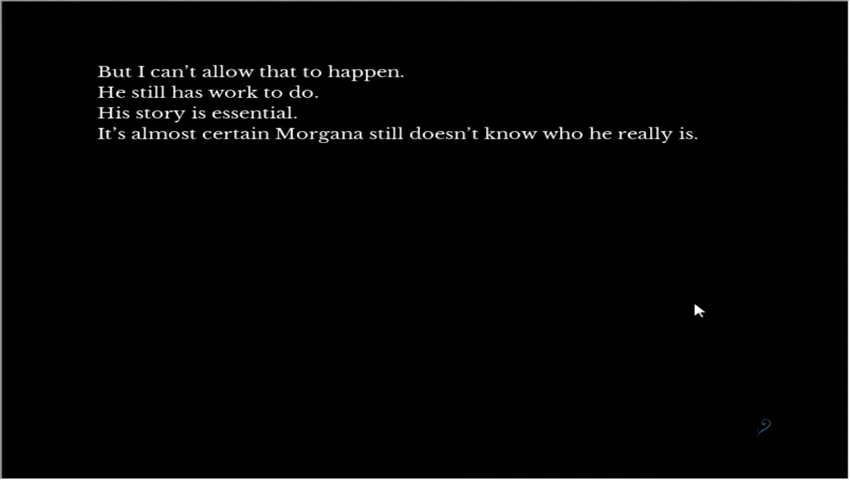 But I can’t allow that to happen.
He still has work to do.
His story is essential.
It’s almost certain Morgana still doesn’t know who he really is.